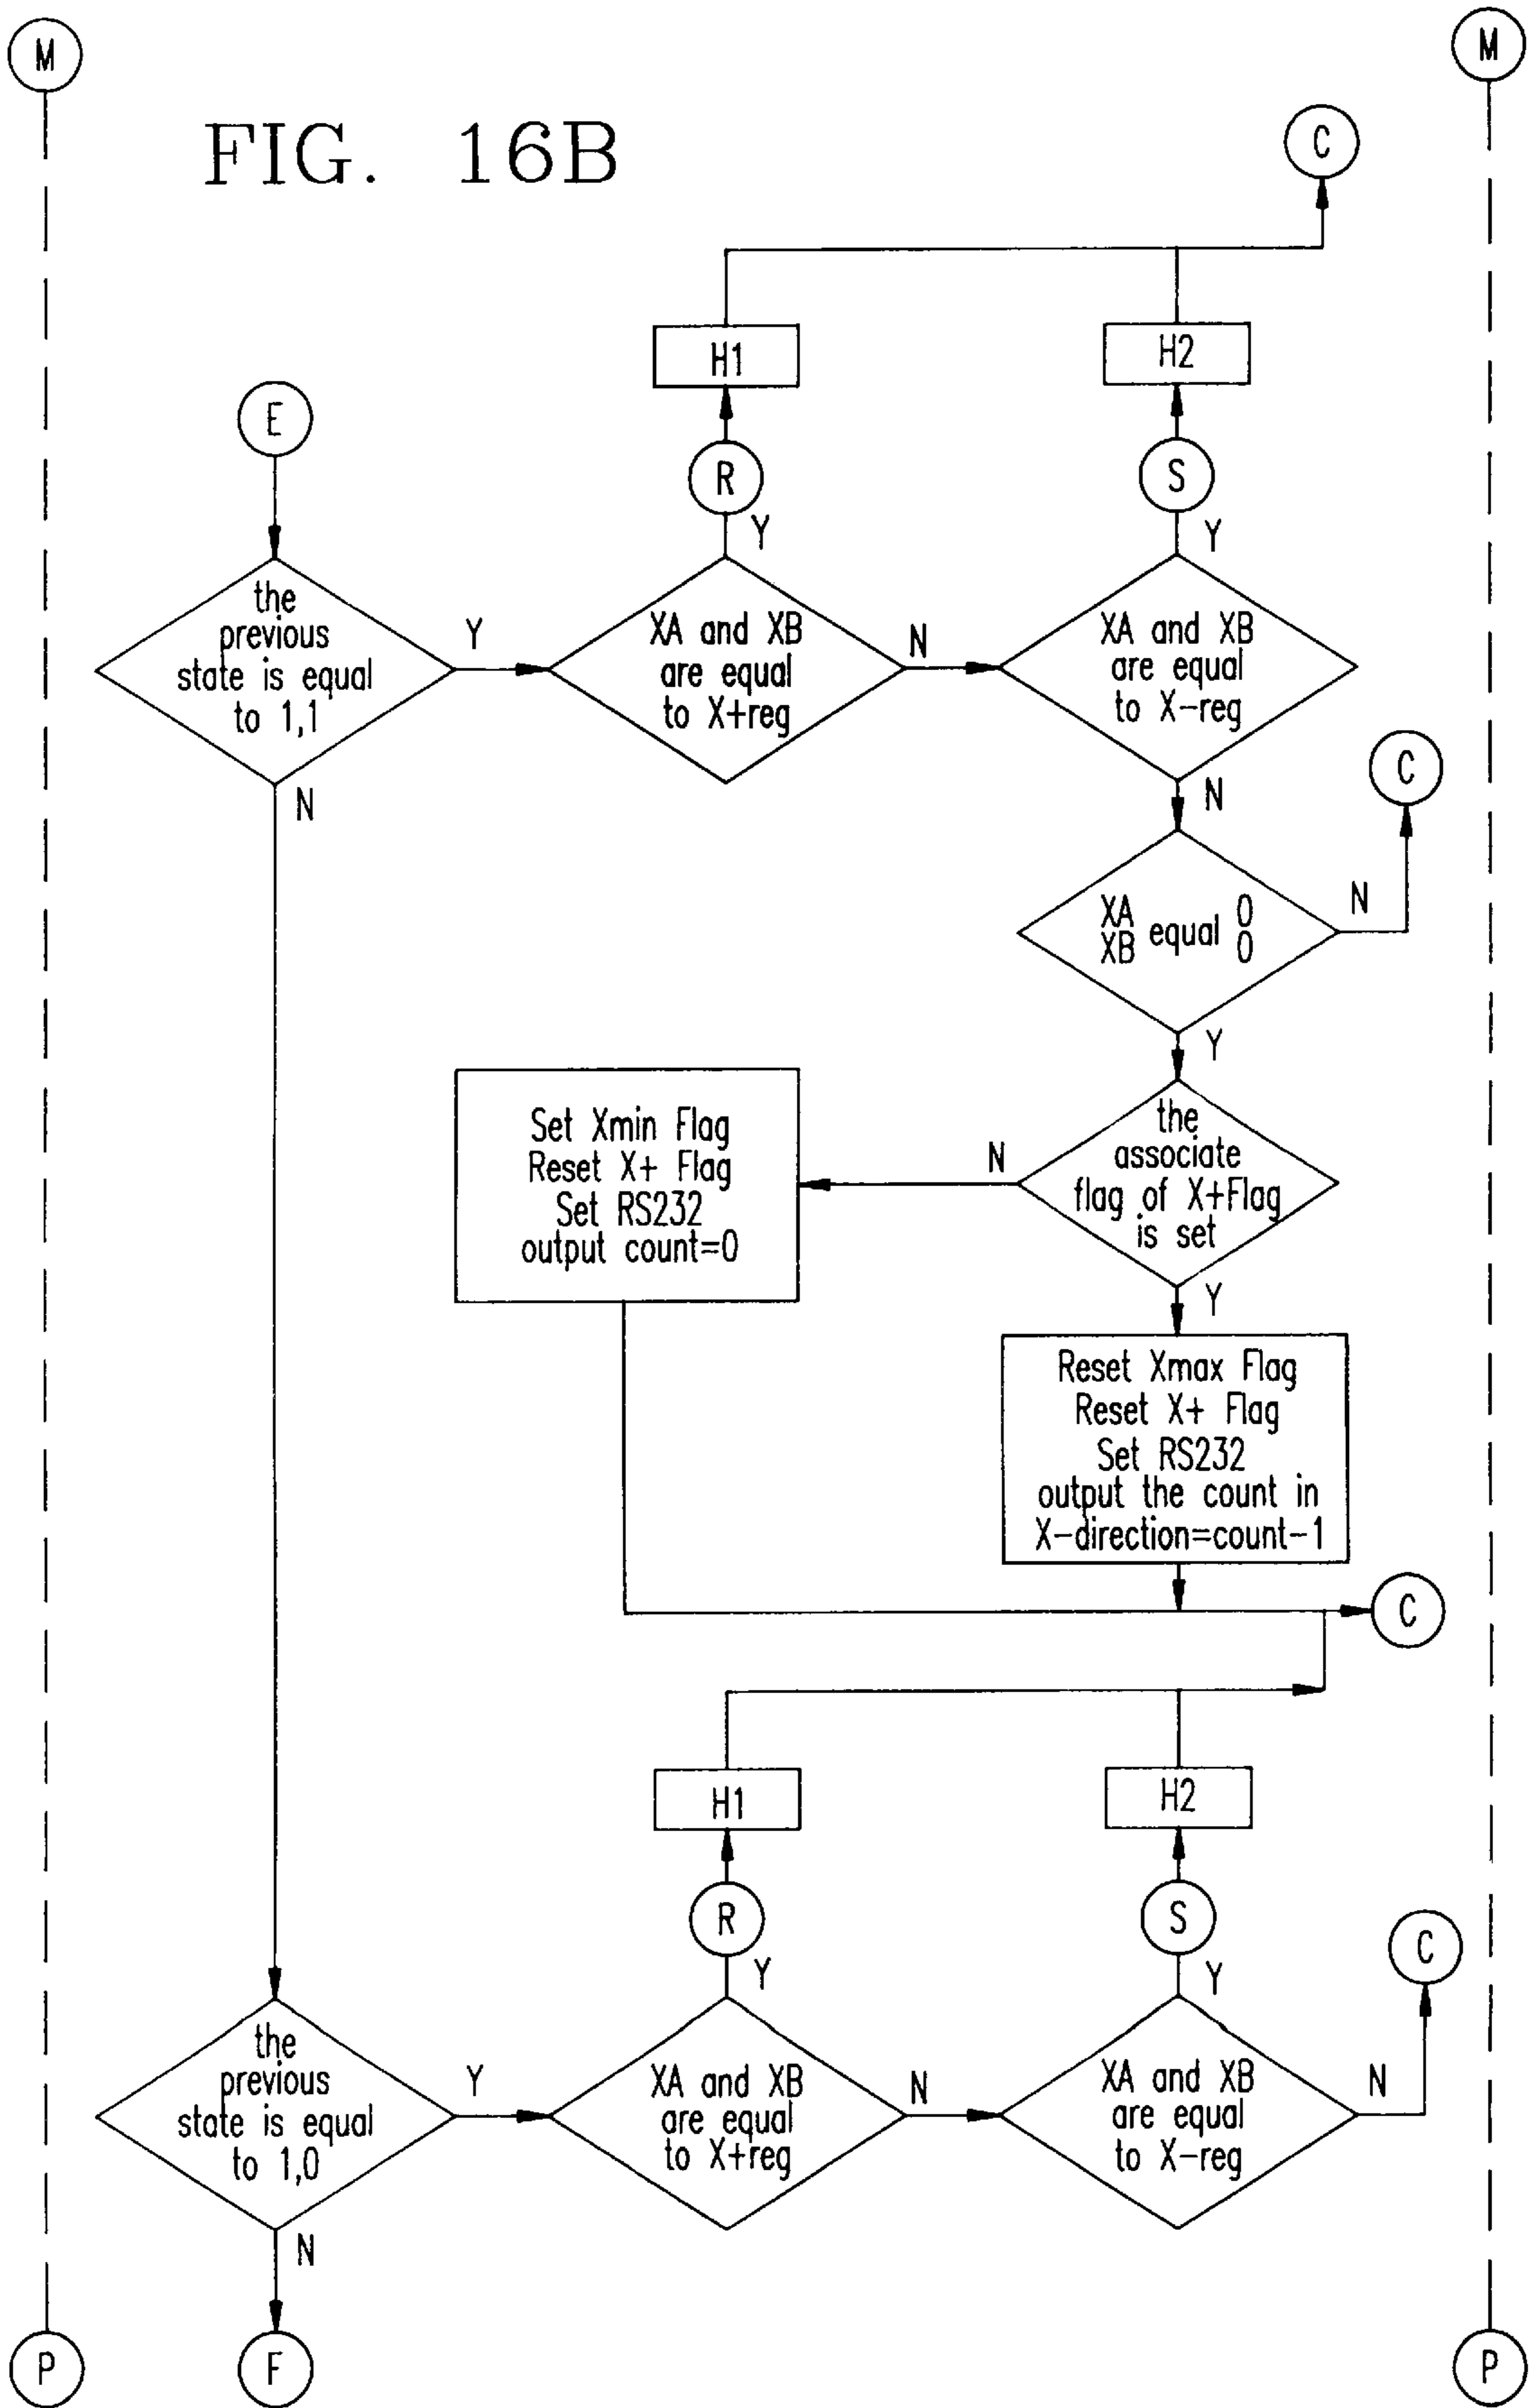 M
M
FIG. 16B
C
H1
H2
E
R
S
Y
Y
the
previous
state is equal
to 1,1
Y
XA and XB
are equal
to X+reg
N
XA and XB
are equal
to X-reg
N
N
C
XA equal 0
XB 0
N
Y
Set Xmin Flag
Reset X+ Flag
Set RS232
output count=0
N
the
associate
flag of X+Flag
is set
Y
Reset Xmax Flag
Reset X+ Flag
Set RS232
output the count in
X-direction=count-1
C
H1
H2
R
S
C
Y
Y
the
previous
state is equal
to 1,0
Y
XA and XB
are equal
to X+reg
N
XA and XB
are equal
to X-reg
N
N
P
F
P